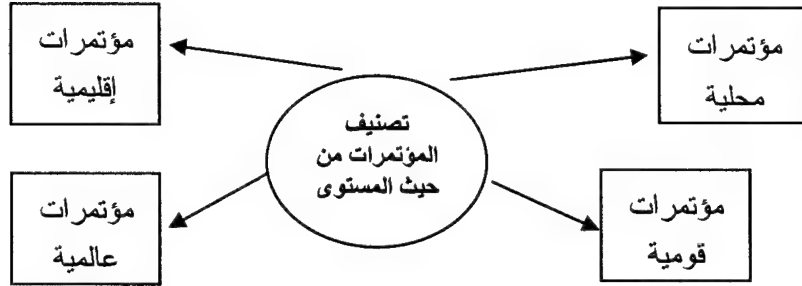 مؤتمرات
محلية
مؤتمرات
إقليمية
تصنيف
المؤتمرات من
حيث المستوى
مؤتمرات
قومية
مؤتمرات
عالمية